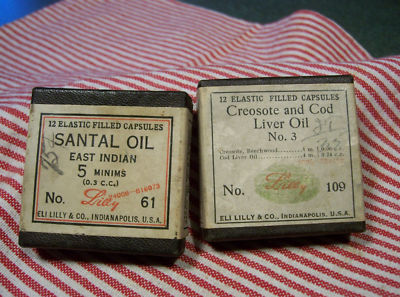 12 ELASTIC FILLED CAPSULES
SANTAL OIL
EAST INDIAN
5 MINIMS
(0.3 C.C.)
No. Lilly 61
ELI LILLY & CO., INDIANAPOLIS, U.S.A.
12 ELASTIC FILLED CAPSULES
Creosote and Cod
Liver Oil
No. 3
Creosote, Beechwood
Cod Liver Oil
No. Lilly 109
ELI LILLY & CO., INDIANAPOLIS, U.S.A.